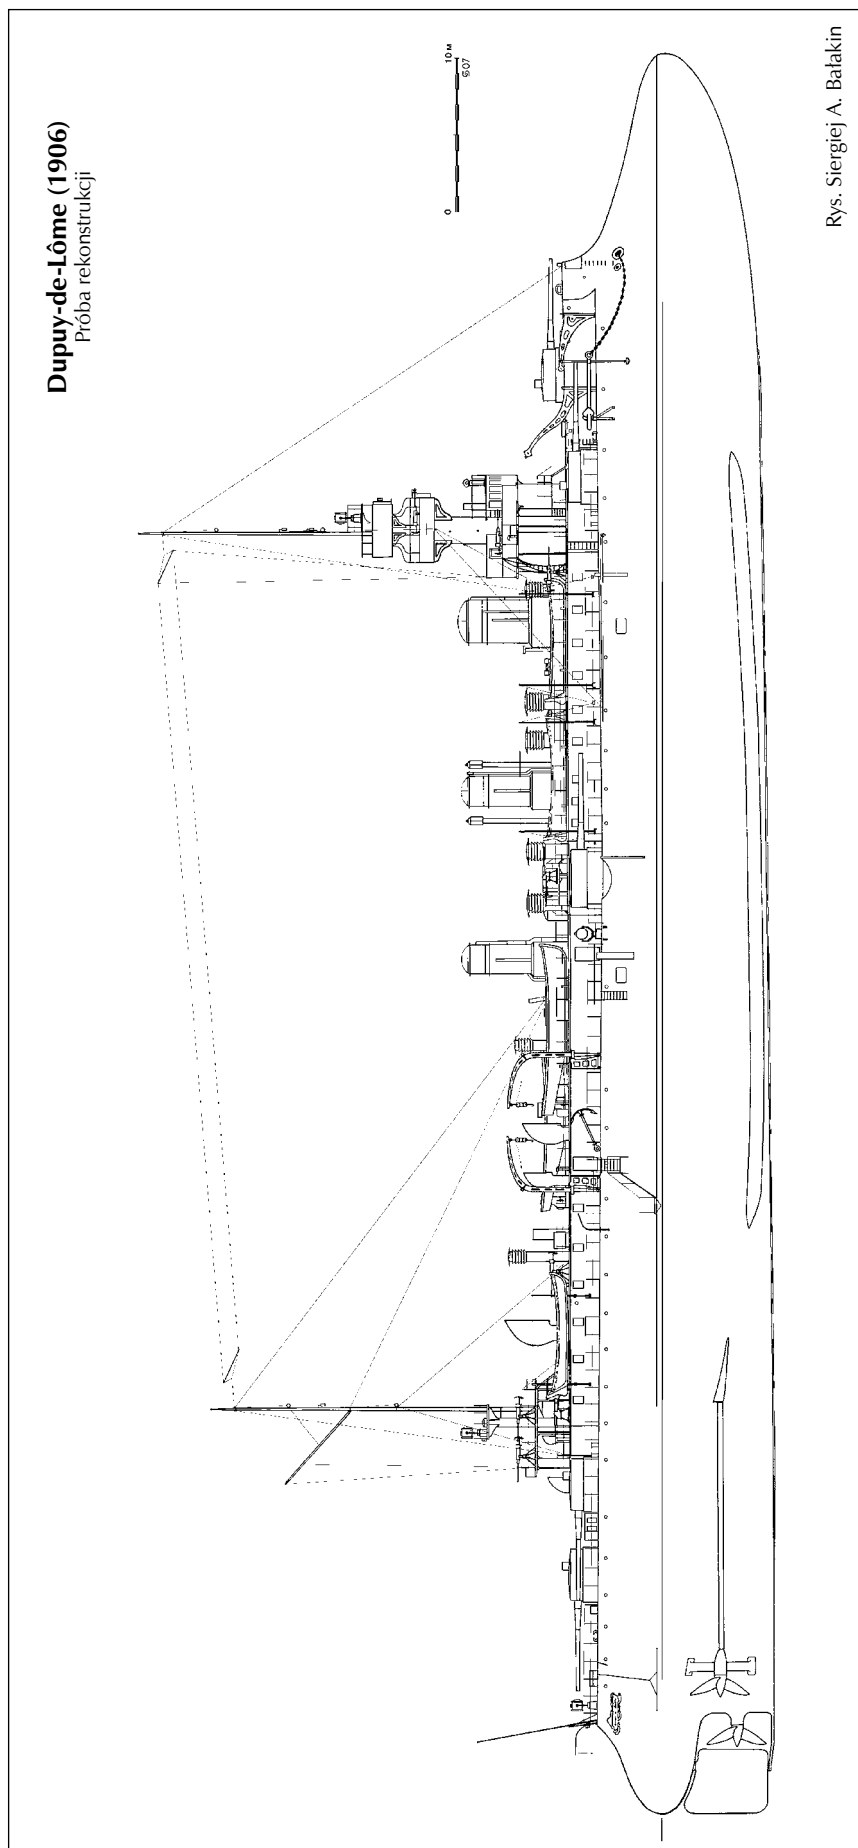 Dupuy-de-Lôme (1906)
Próba rekonstrukcji
0
10 м
Rys. Siergiej A. Bałakin